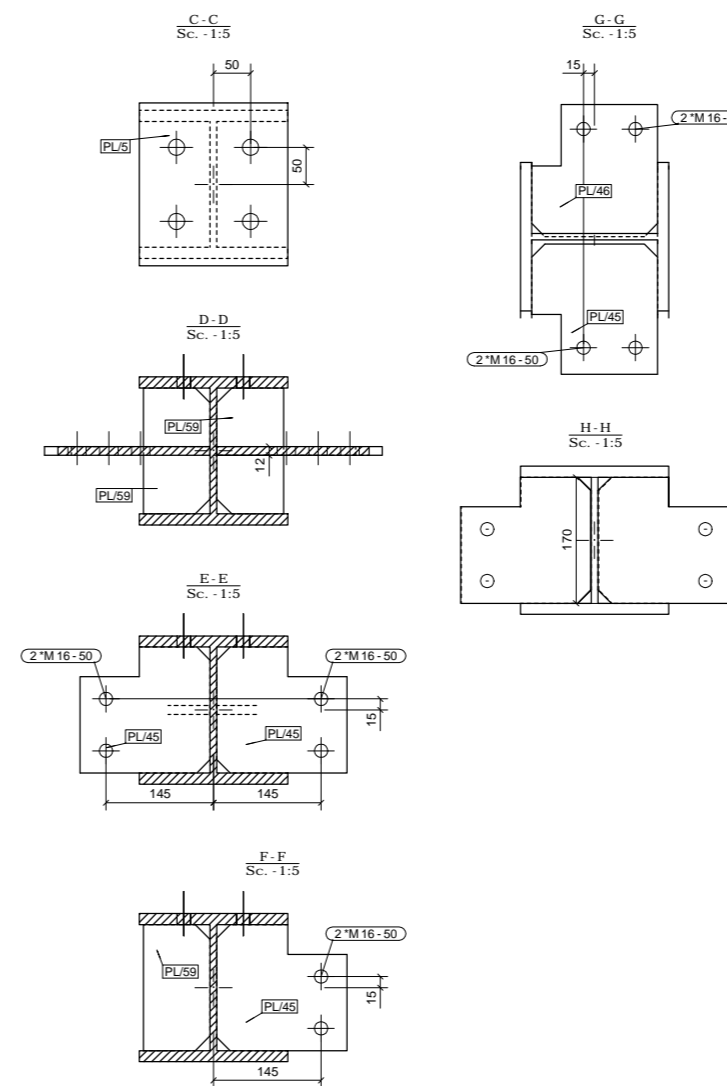 C-C
Sc. -1:5
50
PL/5
50
D-D
Sc. -1:5
PL/59
12
PL/59
E-E
Sc. -1:5
2 *M 16 - 50
2 *M 16 - 50
15
PL/45
PL/45
145
145
F-F
Sc. -1:5
2 *M 16 - 50
PL/59
15
PL/45
145
G-G
Sc. -1:5
15
2 *M 16 -
PL/46
PL/45
2 *M 16 - 50
H-H
Sc. -1:5
170